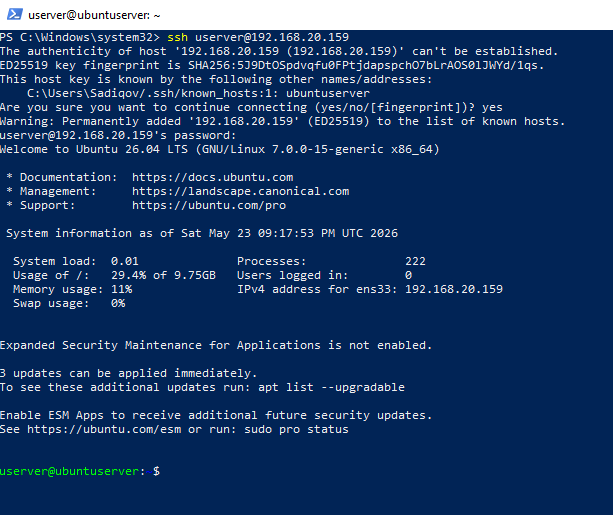 userver@ubuntuserver: ~
PS C:\Windows\system32> ssh userver@192.168.20.159
The authenticity of host '192.168.20.159 (192.168.20.159)' can't be established.
ED25519 key fingerprint is SHA256:5J9DtOSpdvqfu0FPtjdapspchO7bLrAOS0lJWYd/1qs.
This host key is known by the following other names/addresses:
    C:\Users\Sadiqov/.ssh/known_hosts:1: ubuntuserver
Are you sure you want to continue connecting (yes/no/[fingerprint])? yes
Warning: Permanently added '192.168.20.159' (ED25519) to the list of known hosts.
userver@192.168.20.159's password:
Welcome to Ubuntu 26.04 LTS (GNU/Linux 7.0.0-15-generic x86_64)

 * Documentation:  https://docs.ubuntu.com
 * Management:     https://landscape.canonical.com
 * Support:        https://ubuntu.com/pro

 System information as of Sat May 23 09:17:53 PM UTC 2026

  System load:  0.01               Processes:              222
  Usage of /:   29.4% of 9.75GB   Users logged in:        0
  Memory usage: 11%                IPv4 address for ens33: 192.168.20.159
  Swap usage:   0%

Expanded Security Maintenance for Applications is not enabled.

3 updates can be applied immediately.
To see these additional updates run: apt list --upgradable

Enable ESM Apps to receive additional future security updates.
See https://ubuntu.com/esm or run: sudo pro status

userver@ubuntuserver: $